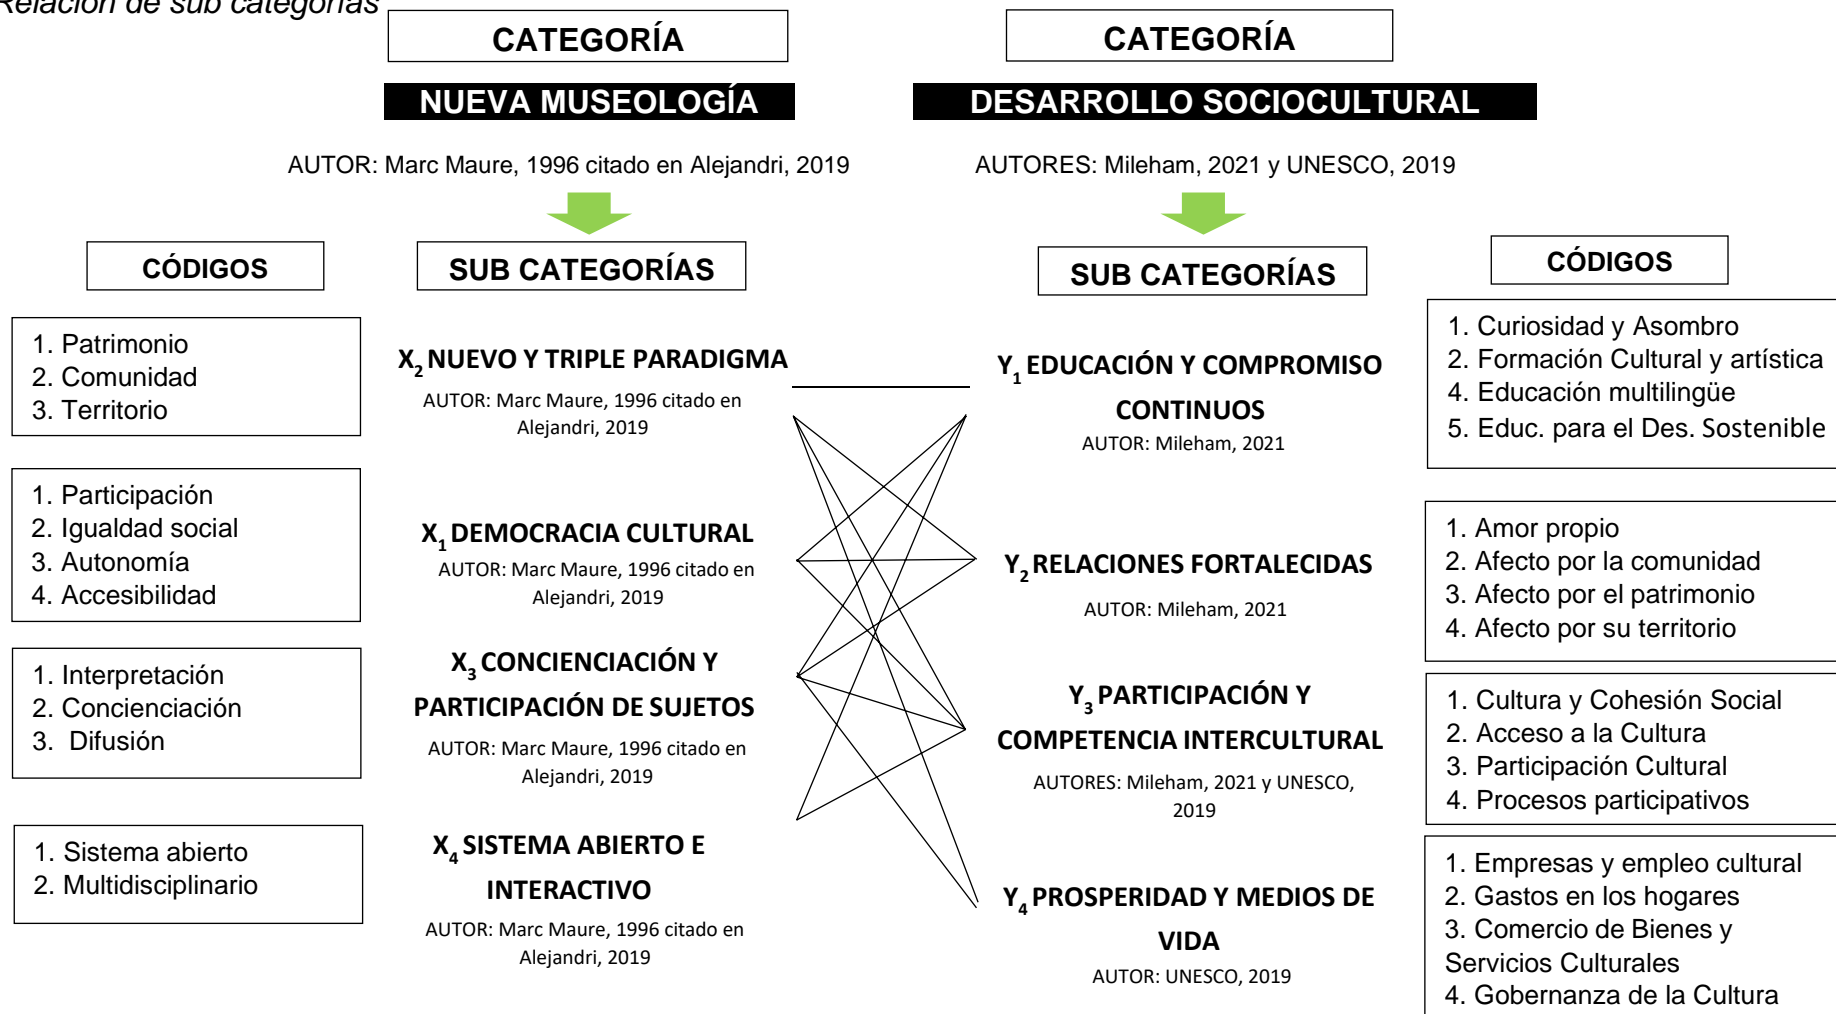 Relación de sub categorías
CATEGORÍA
NUEVA MUSEOLOGÍA
AUTOR: Marc Maure, 1996 citado en Alejandri, 2019
CATEGORÍA
DESARROLLO SOCIOCULTURAL
AUTORES: Mileham, 2021 y UNESCO, 2019
CÓDIGOS
1. Patrimonio
2. Comunidad
3. Territorio
1. Participación
2. Igualdad social
3. Autonomía
4. Accesibilidad
1. Interpretación
2. Concienciación
3. Difusión
1. Sistema abierto
2. Multidisciplinario
SUB CATEGORÍAS
X2 NUEVO Y TRIPLE PARADIGMA
AUTOR: Marc Maure, 1996 citado en
Alejandri, 2019
X1 DEMOCRACIA CULTURAL
AUTOR: Marc Maure, 1996 citado en
Alejandri, 2019
X3 CONCIENCIACIÓN Y
PARTICIPACIÓN DE SUJETOS
AUTOR: Marc Maure, 1996 citado en
Alejandri, 2019
X4 SISTEMA ABIERTO E
INTERACTIVO
AUTOR: Marc Maure, 1996 citado en
Alejandri, 2019
SUB CATEGORÍAS
Y1 EDUCACIÓN Y COMPROMISO
CONTINUOS
AUTOR: Mileham, 2021
Y2 RELACIONES FORTALECIDAS
AUTOR: Mileham, 2021
Y3 PARTICIPACIÓN Y
COMPETENCIA INTERCULTURAL
AUTORES: Mileham, 2021 y UNESCO,
2019
Y4 PROSPERIDAD Y MEDIOS DE
VIDA
AUTOR: UNESCO, 2019
CÓDIGOS
1. Curiosidad y Asombro
2. Formación Cultural y artística
4. Educación multilingüe
5. Educ. para el Des. Sostenible
1. Amor propio
2. Afecto por la comunidad
3. Afecto por el patrimonio
4. Afecto por su territorio
1. Cultura y Cohesión Social
2. Acceso a la Cultura
3. Participación Cultural
4. Procesos participativos
1. Empresas y empleo cultural
2. Gastos en los hogares
3. Comercio de Bienes y
Servicios Culturales
4. Gobernanza de la Cultura